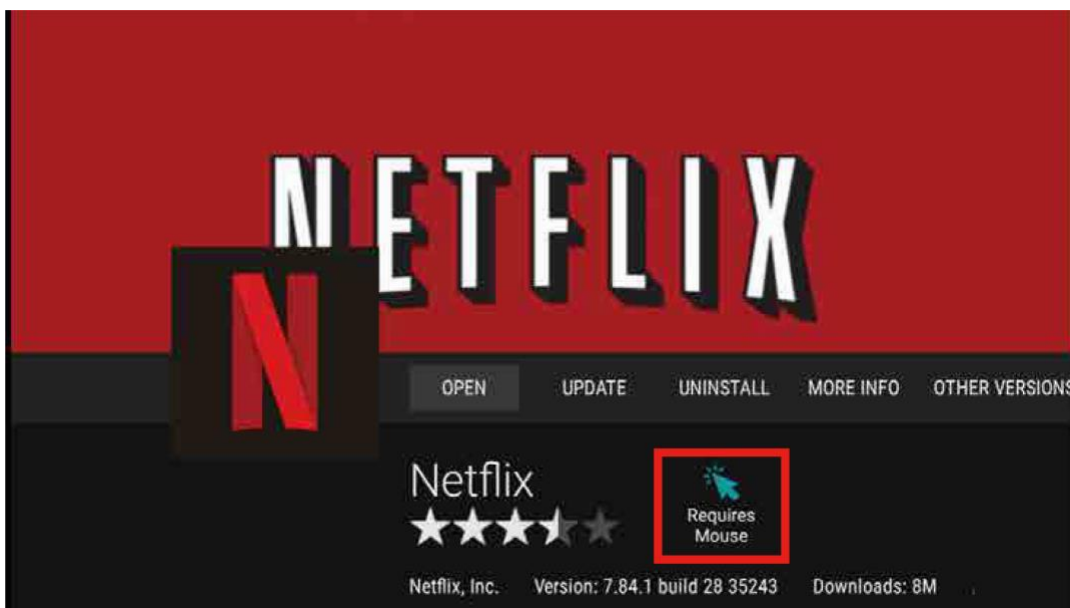 NETFLIX
N
OPEN UPDATE UNINSTALL MORE INFO OTHER VERSIONS
Netflix
Requires
Mouse
Netflix, Inc. Version: 7.84.1 build 28 35243 Downloads: 8M